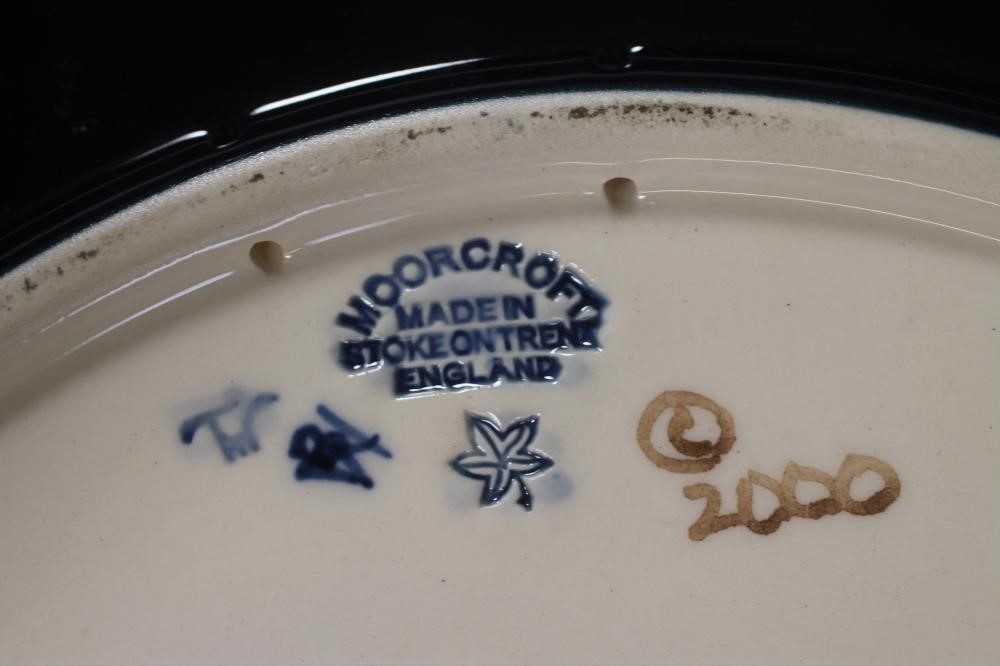 MOORCROFT
MADE IN
STOKE ON TRENT
ENGLAND
©
2000